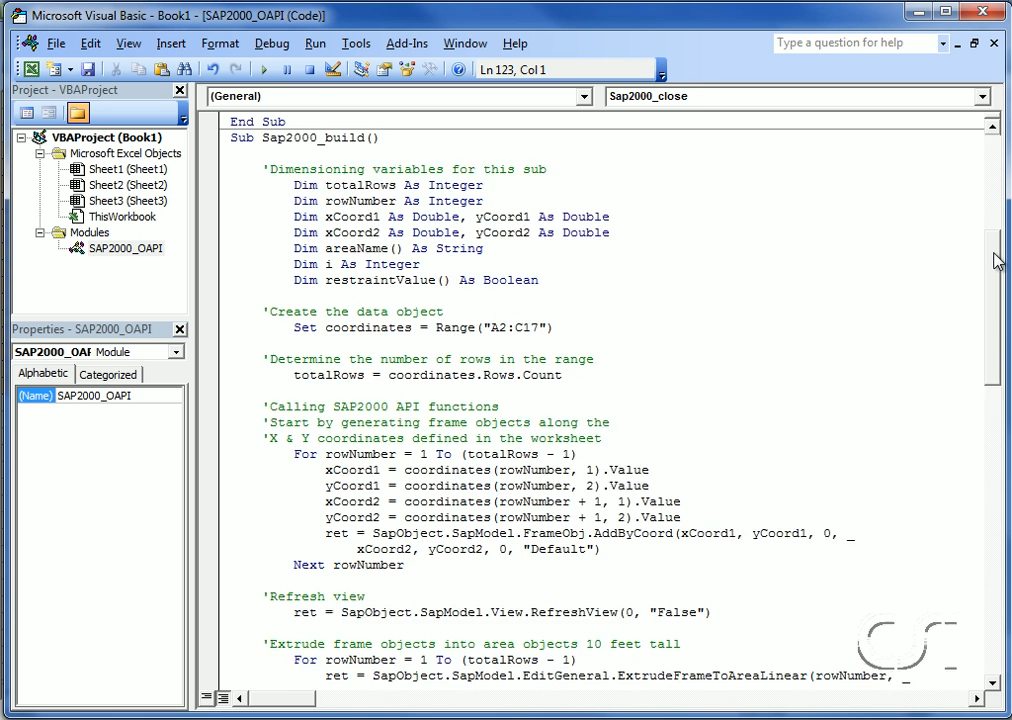 Microsoft Visual Basic - Book1 - [SAP2000_OAPI (Code)]
File Edit View Insert Format Debug Run Tools Add-Ins Window Help
Type a question for help
Ln 123, Col 1
Project - VBAProject
(General)
Sap2000_close
VBAProject (Book1)
Microsoft Excel Objects
Sheet1 (Sheet1)
Sheet2 (Sheet2)
Sheet3 (Sheet3)
ThisWorkbook
Modules
SAP2000_OAPI
Properties - SAP2000_OAPI
SAP2000_OAF Module
Alphabetic Categorized
(Name) SAP2000_OAPI
End Sub
Sub Sap2000_build()
'Dimensioning variables for this sub
Dim totalRows As Integer
Dim rowNumber As Integer
Dim xCoord1 As Double, yCoord1 As Double
Dim xCoord2 As Double, yCoord2 As Double
Dim areaName() As String
Dim i As Integer
Dim restraintValue() As Boolean
'Create the data object
Set coordinates = Range("A2:C17")
'Determine the number of rows in the range
totalRows = coordinates.Rows.Count
'Calling SAP2000 API functions
'Start by generating frame objects along the
'X & Y coordinates defined in the worksheet
For rowNumber = 1 To (totalRows - 1)
xCoord1 = coordinates(rowNumber, 1).Value
yCoord1 = coordinates(rowNumber, 2).Value
xCoord2 = coordinates(rowNumber + 1, 1).Value
yCoord2 = coordinates(rowNumber + 1, 2).Value
ret = SapObject.SapModel.FrameObj.AddByCoord(xCoord1, yCoord1, 0, _
xCoord2, yCoord2, 0, "Default")
Next rowNumber
'Refresh view
ret = SapObject.SapModel.View.RefreshView(0, "False")
'Extrude frame objects into area objects 10 feet tall
For rowNumber = 1 To (totalRows - 1)
ret = SapObject.SapModel.EditGeneral.ExtrudeFrameToAreaLinear(rowNumber, _
CSI